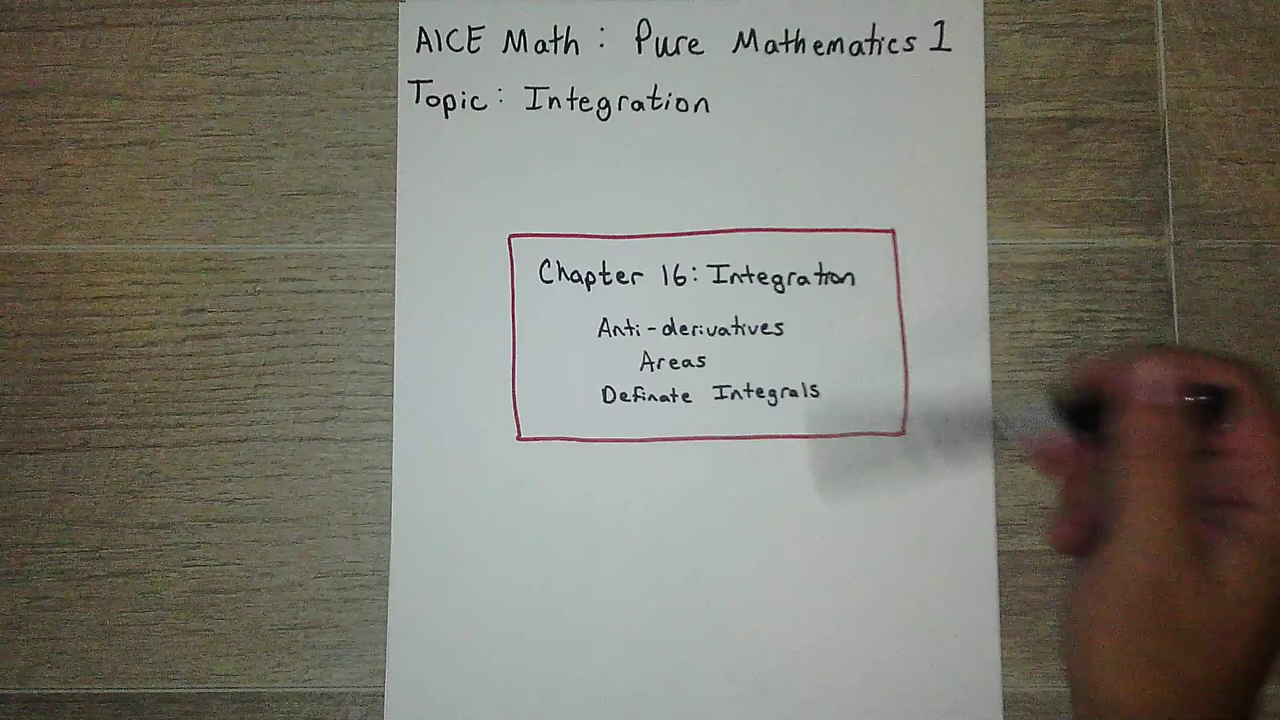 AICE Math: Pure Mathematics 1
Topic: Integration
Chapter 16: Integration
Anti-derivatives
Areas
Definate Integrals